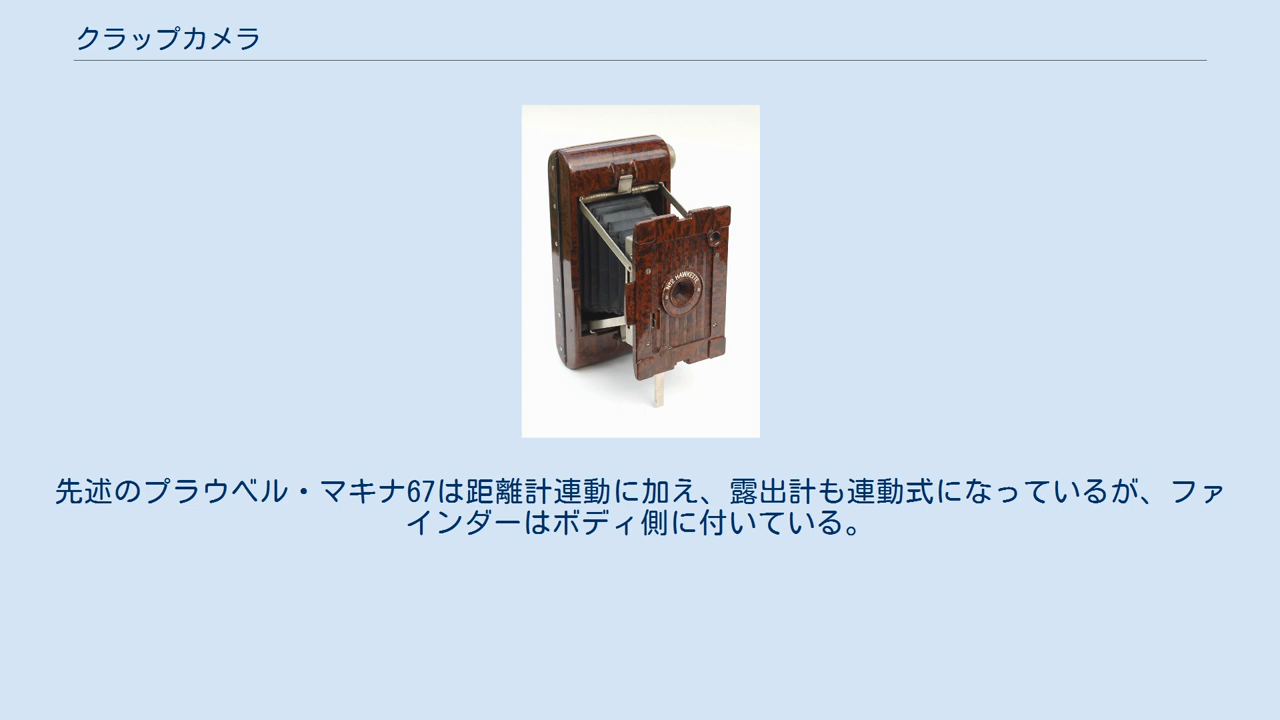 クラップカメラ
No2 HAWKETTE
先述のプラウベル・マキナ67は距離計連動に加え、露出計も連動式になっているが、ファ
インダーはボディ側に付いている。